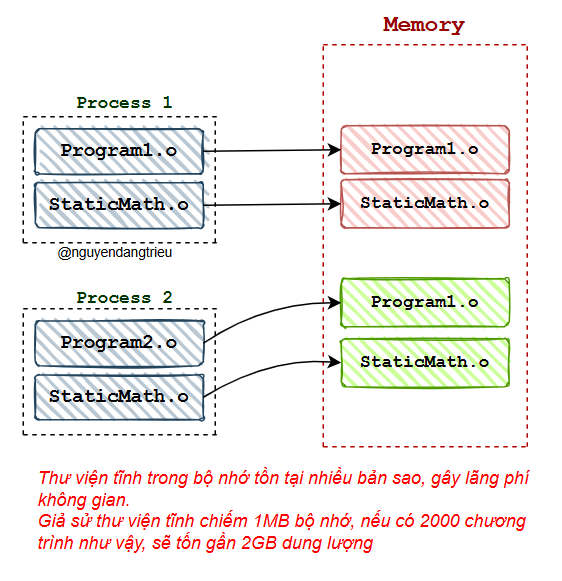 Memory
Process 1
Program1.o
Program1.o
StaticMath.o
StaticMath.o
@nguyendangtrieu
Process 2
Program1.o
Program2.o
StaticMath.o
StaticMath.o
Thư viện tĩnh trong bộ nhớ tồn tại nhiều bản sao, gây lãng phí
không gian.
Giả sử thư viện tĩnh chiếm 1MB bộ nhớ, nếu có 2000 chương
trình như vậy, sẽ tốn gần 2GB dung lượng